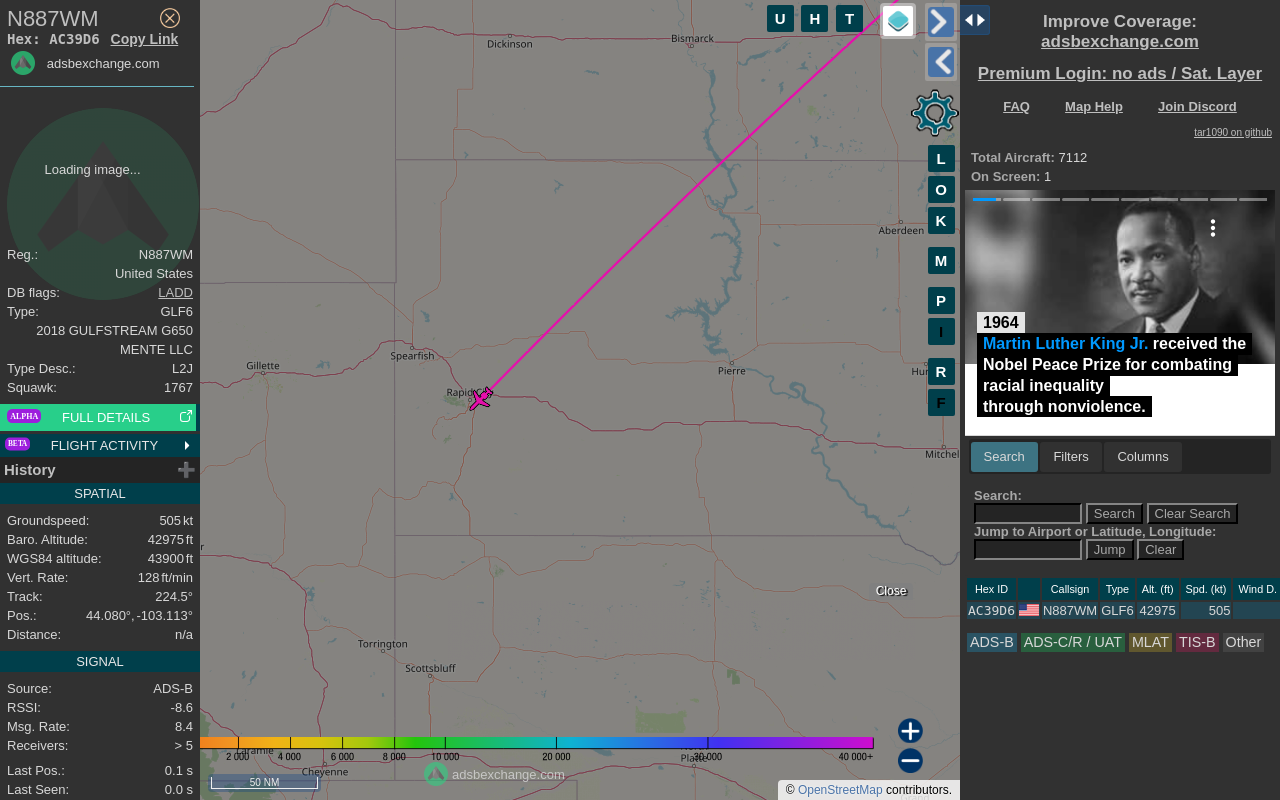 N887WM
Hex: AC39D6 Copy Link
adsbexchange.com
Loading image...
Reg.: N887WM
United States
DB flags: LADD
Type: GLF6
2018 GULFSTREAM G650
MENTE LLC
Type Desc.: L2J
Squawk: 1767
ALPHA FULL DETAILS
BETA FLIGHT ACTIVITY
History
SPATIAL
Groundspeed: 505 kt
Baro. Altitude: 42975 ft
WGS84 altitude: 43900 ft
Vert. Rate: 128 ft/min
Track: 224.5°
Pos.: 44.080°, -103.113°
Distance: n/a
SIGNAL
Source: ADS-B
RSSI: -8.6
Msg. Rate: 8.4
Receivers: > 5
Last Pos.: 0.1 s
Last Seen: 0.0 s
U H T
Dickinson
Bismarck
L
O
K
Aberdeen
M
P
I
Spearfish
Gillette
Pierre
R
F
Mitchel
Close
Torrington
Scottsbluff
2 000 4 000 6 000 8 000 10 000 20 000 30 000 40 000+
Laramie
Cheyenne
Platte
adsbexchange.com
50 NM
© OpenStreetMap contributors.
Improve Coverage:
adsbexchange.com
Premium Login: no ads / Sat. Layer
FAQ Map Help Join Discord
tar1090 on github
Total Aircraft: 7112
On Screen: 1
1964
Martin Luther King Jr. received the
Nobel Peace Prize for combating
racial inequality
through nonviolence.
Search Filters Columns
Search:
Search Clear Search
Jump to Airport or Latitude, Longitude:
Jump Clear
Hex ID Callsign Type Alt. (ft) Spd. (kt) Wind D.
AC39D6 N887WM GLF6 42975 505
ADS-B ADS-C/R / UAT MLAT TIS-B Other